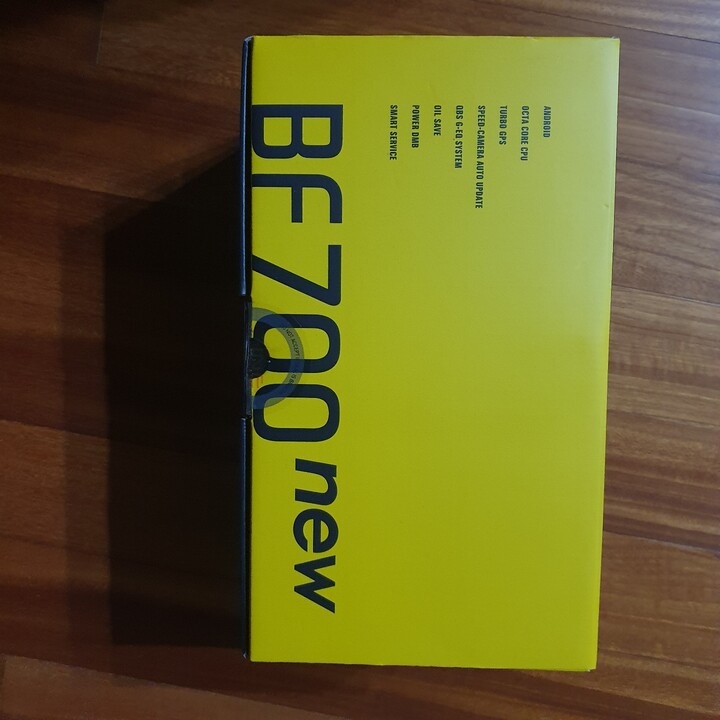 ANDROID
OCTA CORE CPU
TURBO GPS
SPEED-CAMERA AUTO UPDATE
QBS G-EQ SYSTEM
OIL SAVE
POWER DMB
SMART SERVICE
BF700 new